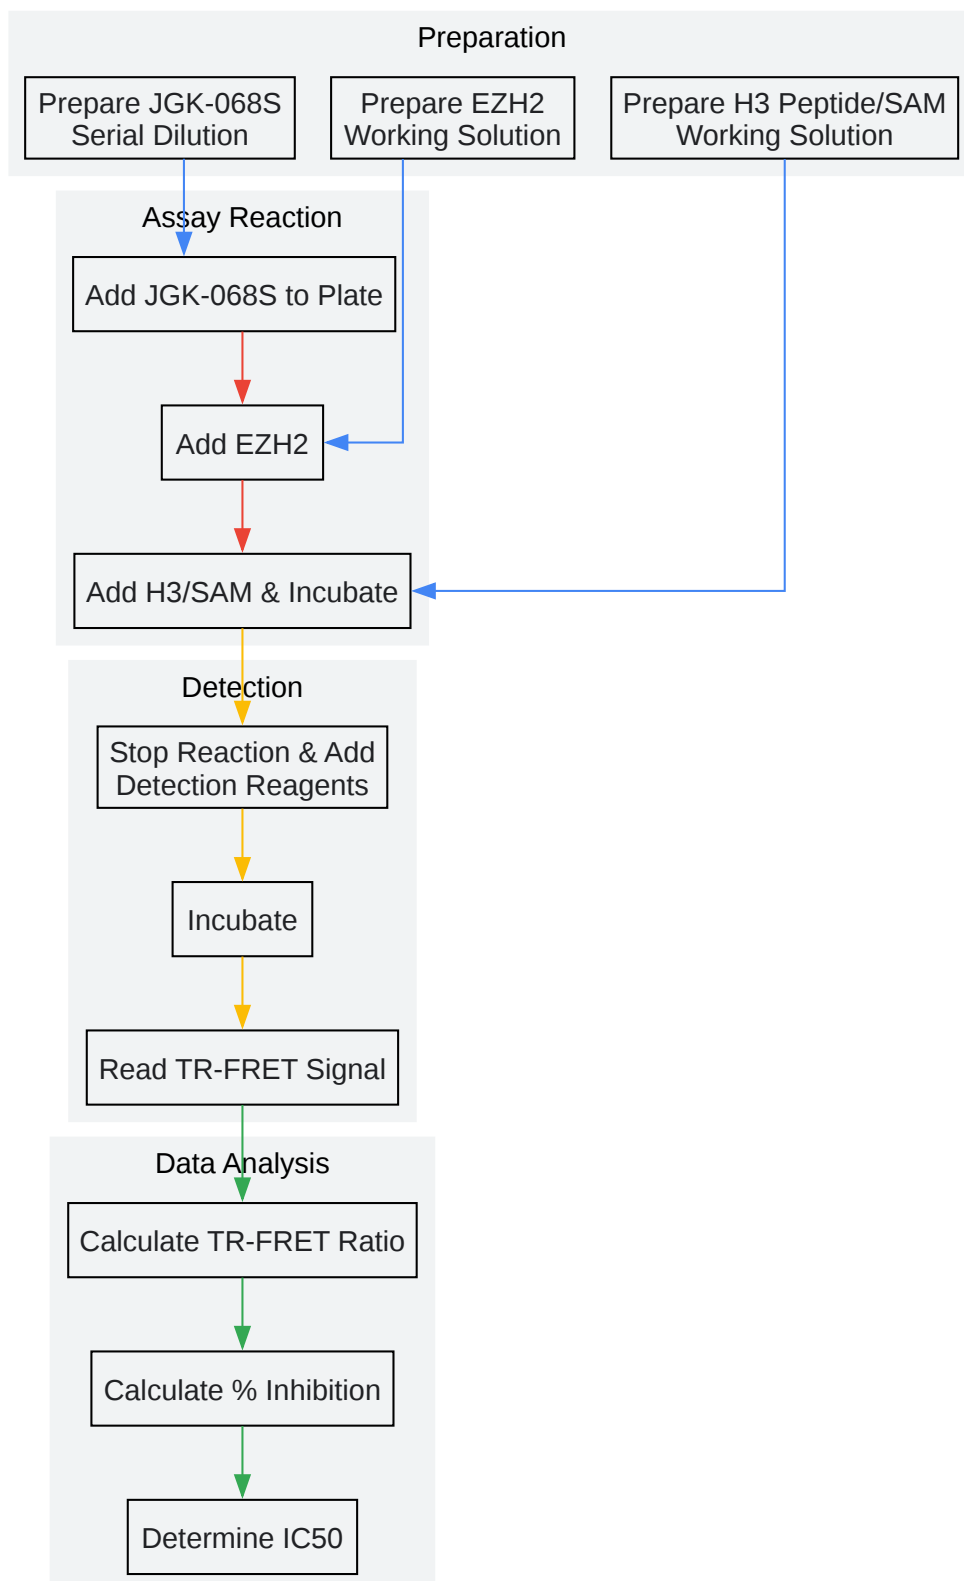 Preparation
Prepare JGK-068S
Serial Dilution
Prepare EZH2
Working Solution
Prepare H3 Peptide/SAM
Working Solution
Assay Reaction
Add JGK-068S to Plate
Add EZH2
Add H3/SAM & Incubate
Detection
Stop Reaction & Add
Detection Reagents
Incubate
Read TR-FRET Signal
Data Analysis
Calculate TR-FRET Ratio
Calculate % Inhibition
Determine IC50